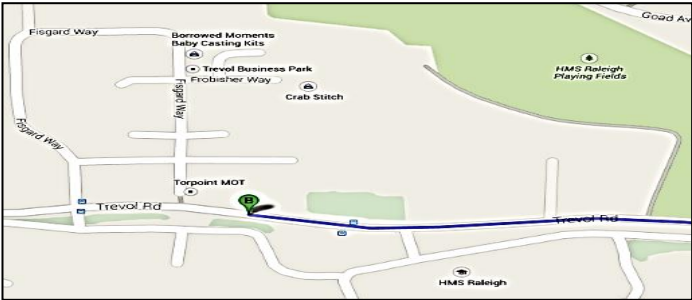 Goad Av
Fisgard Way
Borrowed Moments
Baby Casting Kits
Trevol Business Park
Frobisher Way
HMS Raleigh
Playing Fields
Crab Stitch
Fisgard Way
Fisgard Way
Torpoint MOT
B
Trevol Rd
Trevol Rd
HMS Raleigh